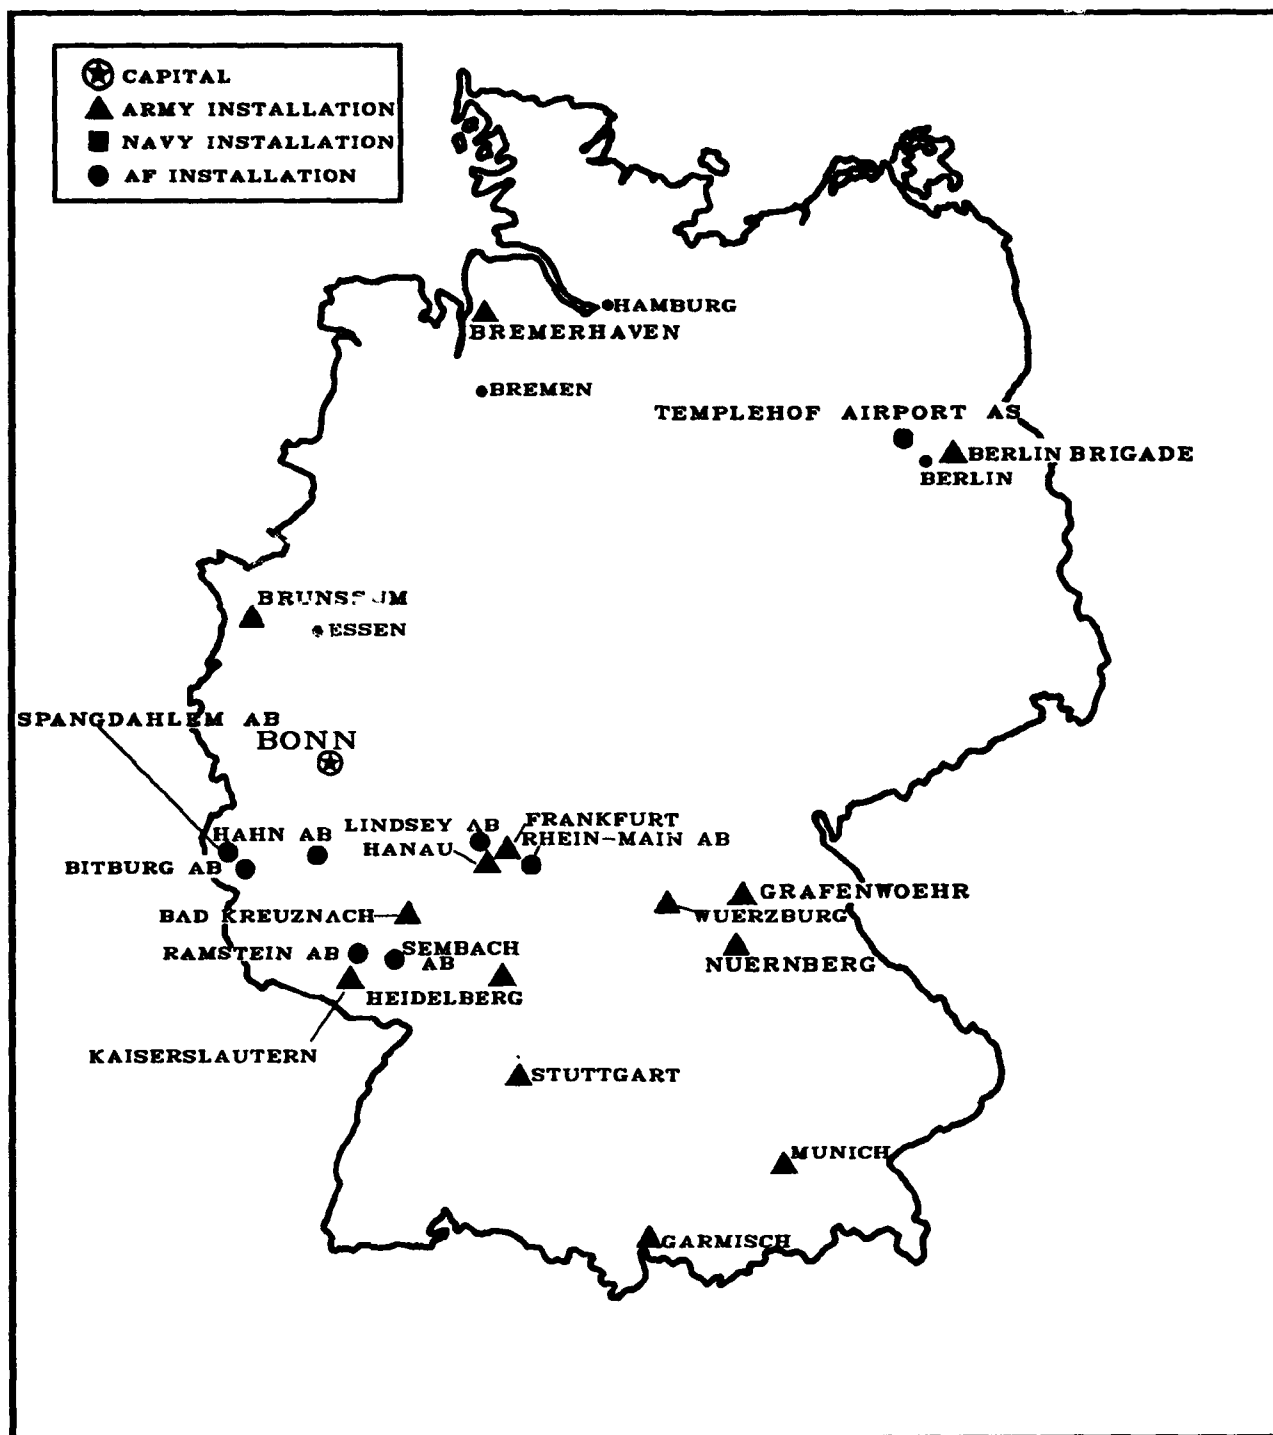 CAPITAL
ARMY INSTALLATION
NAVY INSTALLATION
AF INSTALLATION
HAMBURG
BREMERHAVEN
BREMEN
TEMPLEHOF AIRPORT AS
BERLIN BRIGADE
BERLIN
ESSEN
SPANGDAHLEM AB
BONN
FRANKFURT
LINDSEY AB
HAHN AB
RHEIN-MAIN AB
HANAU
BITBURG AB
GRAFENWOEHR
BAD KREUZNACH
WUERZBURG
RAMSTEIN AB
SEMBACH
AB
NUERNBERG
HEIDELBERG
KAISERSLAUTERN
STUTTGART
MUNICH
GARMISCH